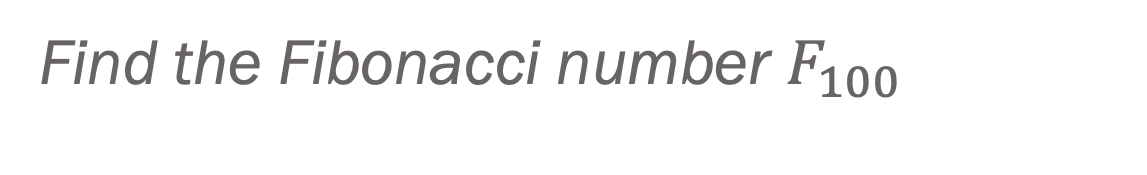 Find the Fibonacci number F₁₀₀